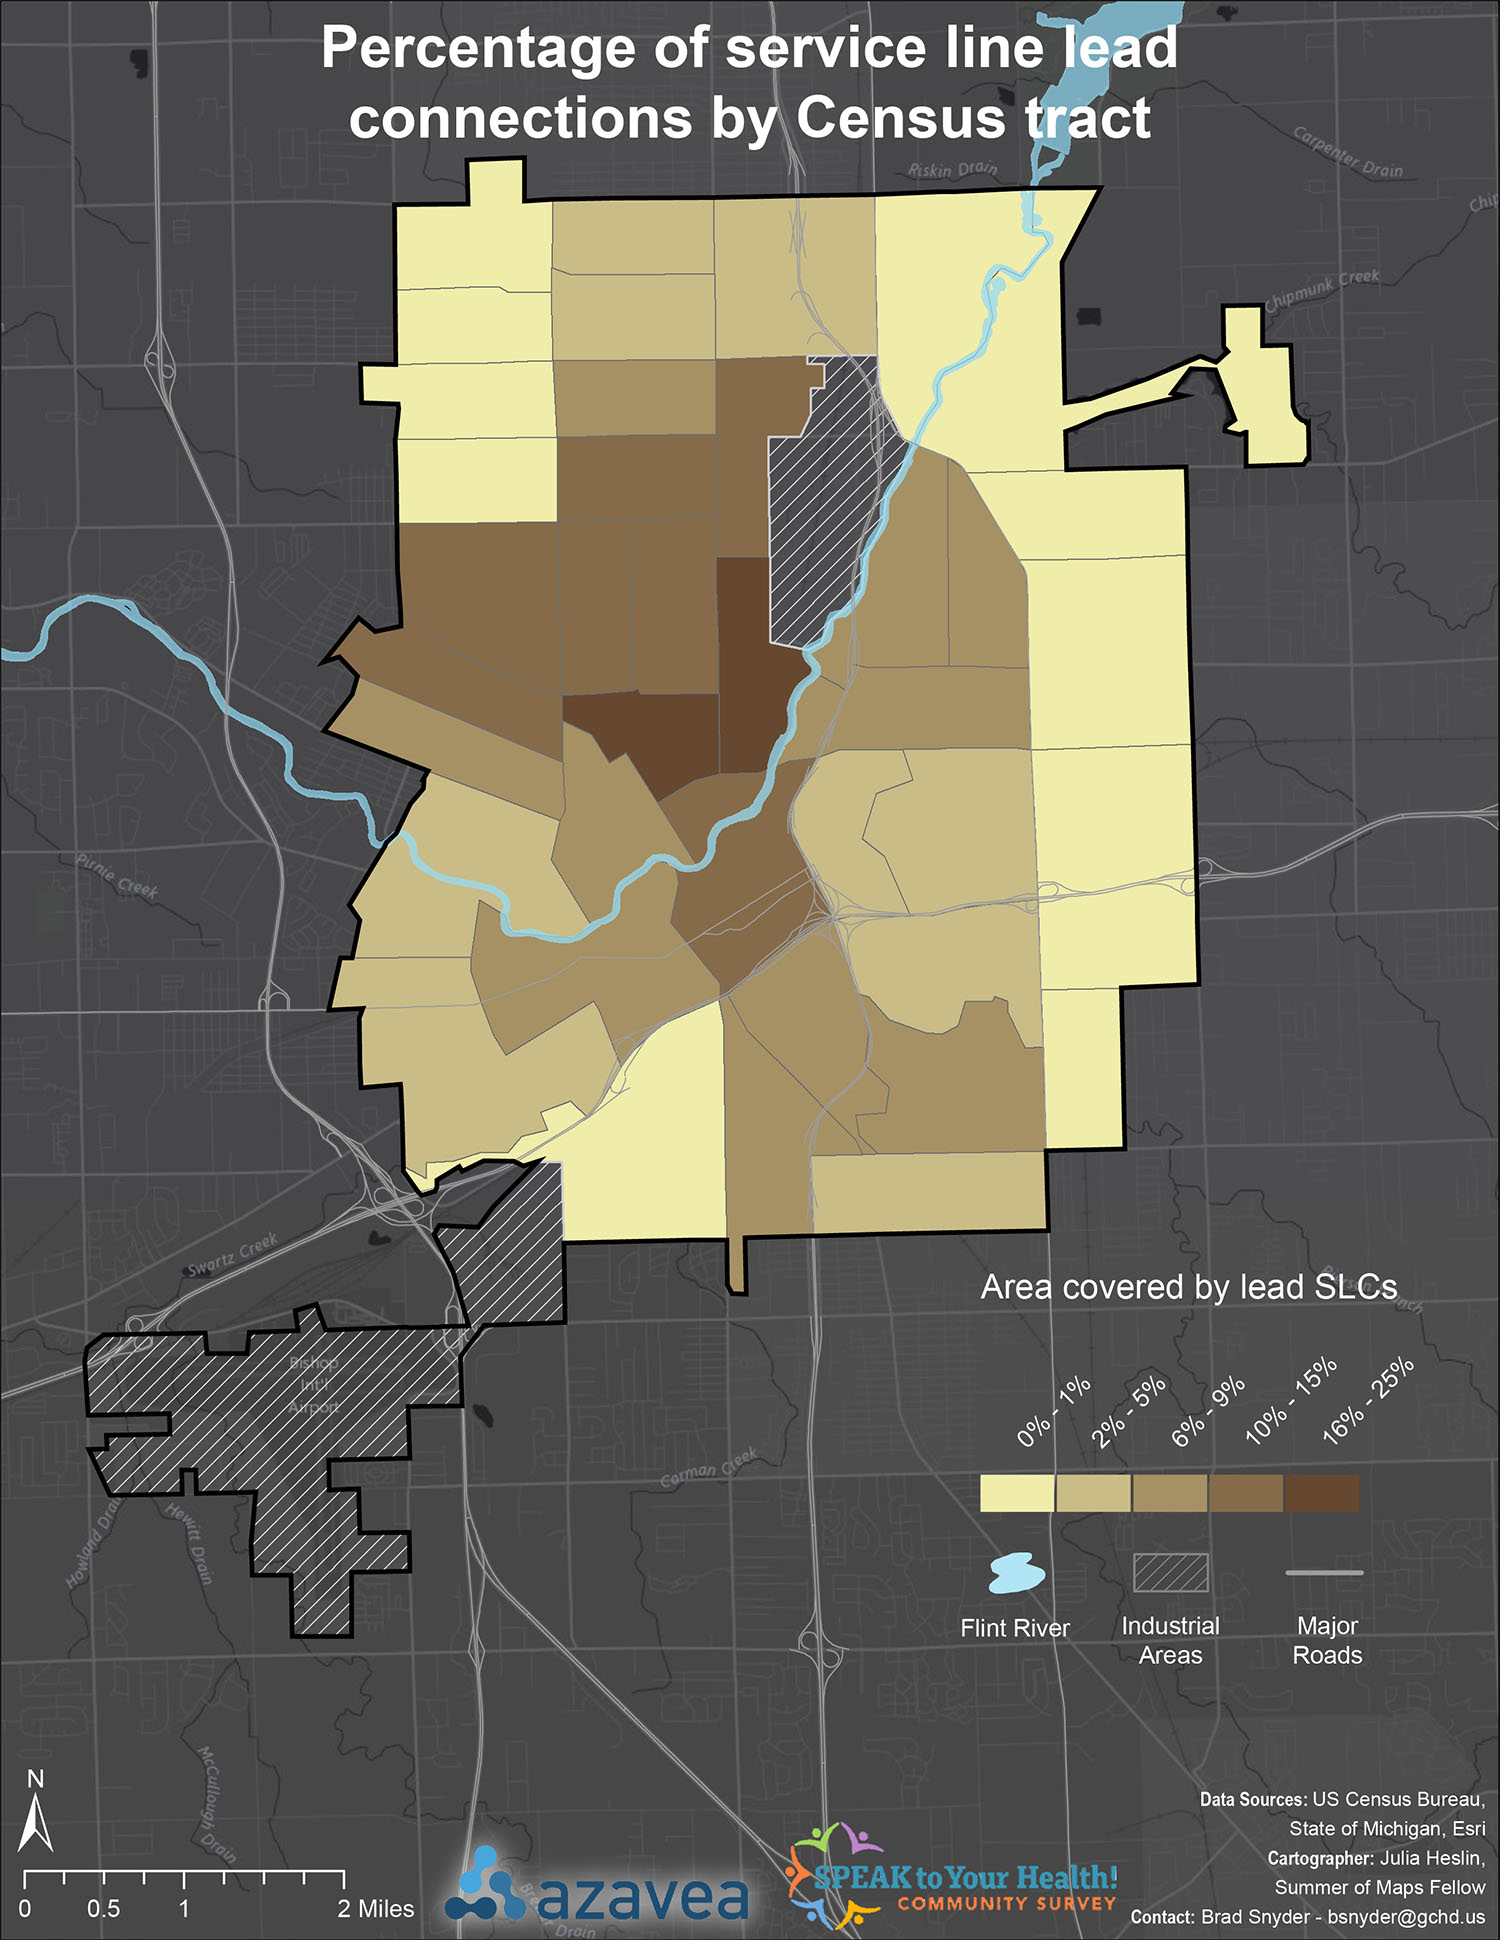 Percentage of service line lead
connections by Census tract
Riskin Drain
Carpenter Drain
Chip
Chipmunk Creek
Pirnie Creek
Swartz Creek
Bishop
Int'l
Airport
Howland Drain
Hewitt Drain
McCullough Drain
Carman Creek
Branch
Area covered by lead SLCs
0% - 1%
2% - 5%
6% - 9%
10% - 15%
16% - 25%
Flint River
Industrial
Areas
Major
Roads
N
0 0.5 1 2 Miles
azavea
Drain
SPEAK to Your Health!
COMMUNITY SURVEY
Data Sources: US Census Bureau,
State of Michigan, Esri
Cartographer: Julia Heslin,
Summer of Maps Fellow
Contact: Brad Snyder - bsnyder@gchd.us